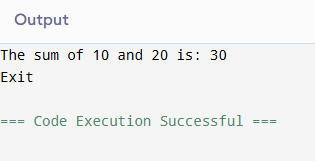 Output
The sum of 10 and 20 is: 30
Exit
=== Code Execution Successful ===